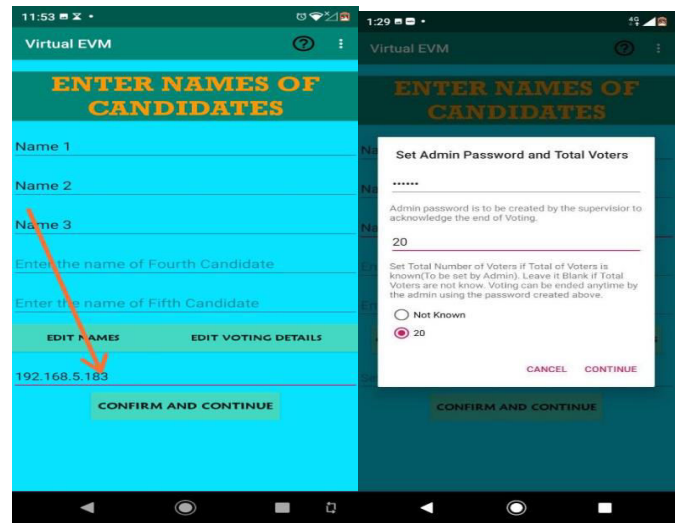 11:53
Virtual EVM
ENTER NAMES OF
CANDIDATES
Name 1
Name 2
Name 3
Enter the name of Fourth Candidate
Enter the name of Fifth Candidate
EDIT NAMES EDIT VOTING DETAILS
192.168.5.183
CONFIRM AND CONTINUE
1:29
4G
Virtual EVM
ENTER NAMES OF
CANDIDATES
Set Admin Password and Total Voters
••••••
Admin password is to be created by the supervisior to
acknowledge the end of Voting.
20
Set Total Number of Voters if Total of Voters is
known(To be set by Admin). Leave it Blank if Total
Voters are not know. Voting can be ended anytime by
the admin using the password created above.
Not Known
20
CANCEL CONTINUE
CONFIRM AND CONTINUE